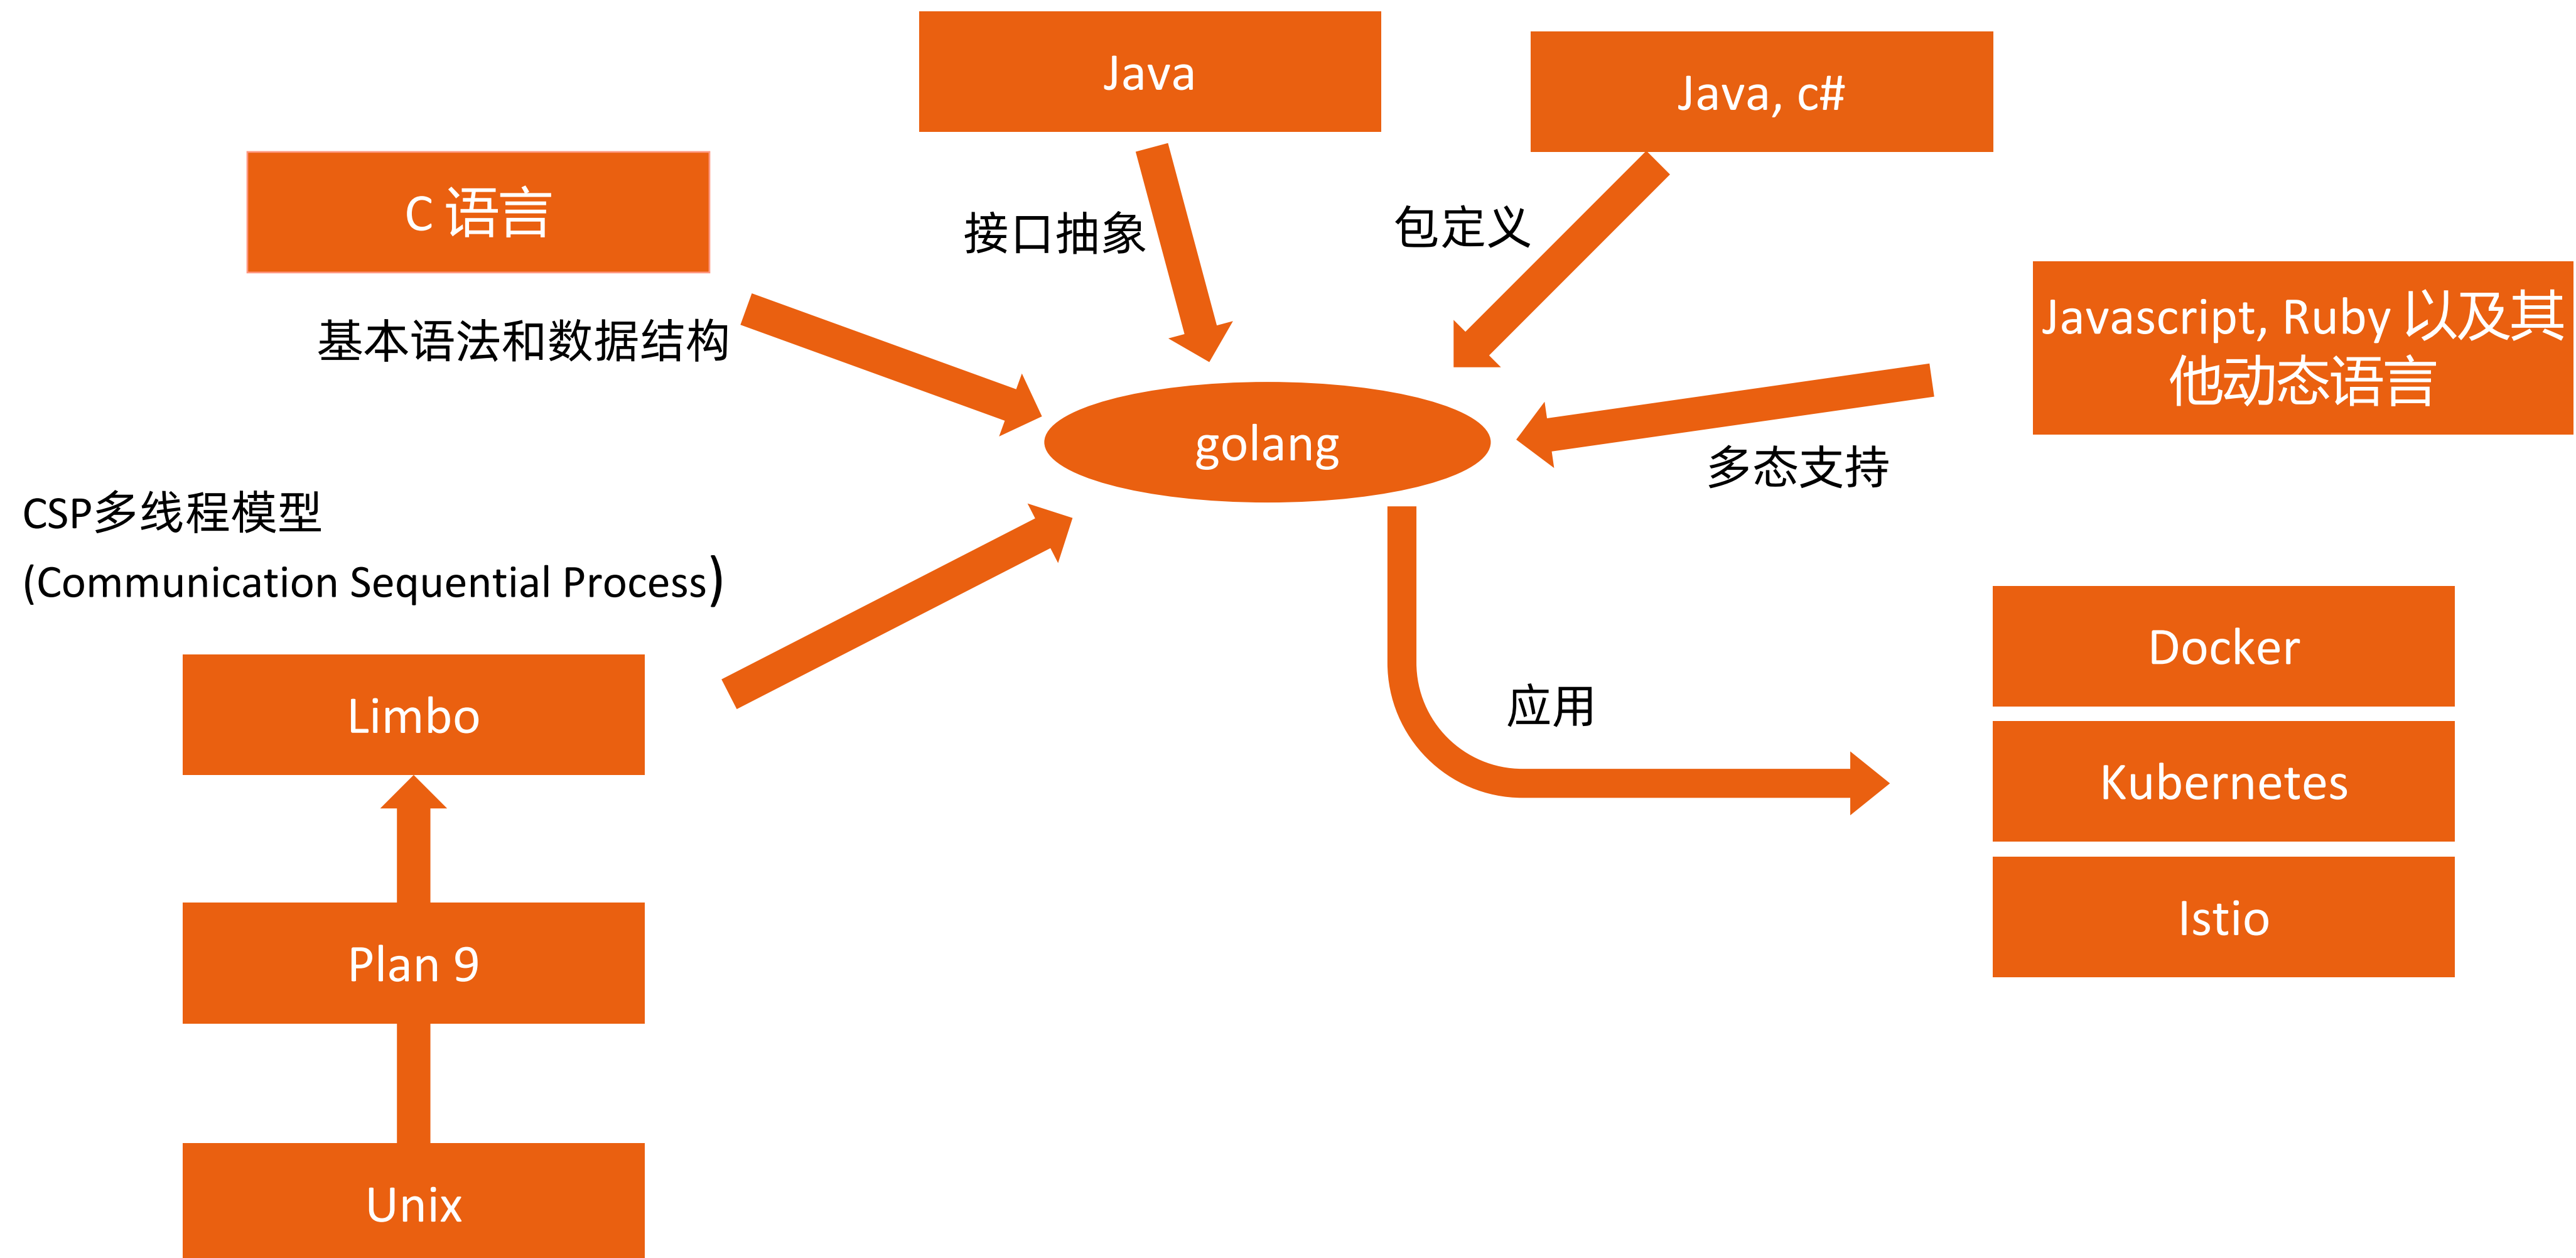 Java
Java, c#
C 语言
接口抽象
包定义
基本语法和数据结构
Javascript, Ruby 以及其
他动态语言
golang
多态支持
CSP多线程模型
(Communication Sequential Process)
Limbo
Plan 9
Unix
应用
Docker
Kubernetes
Istio